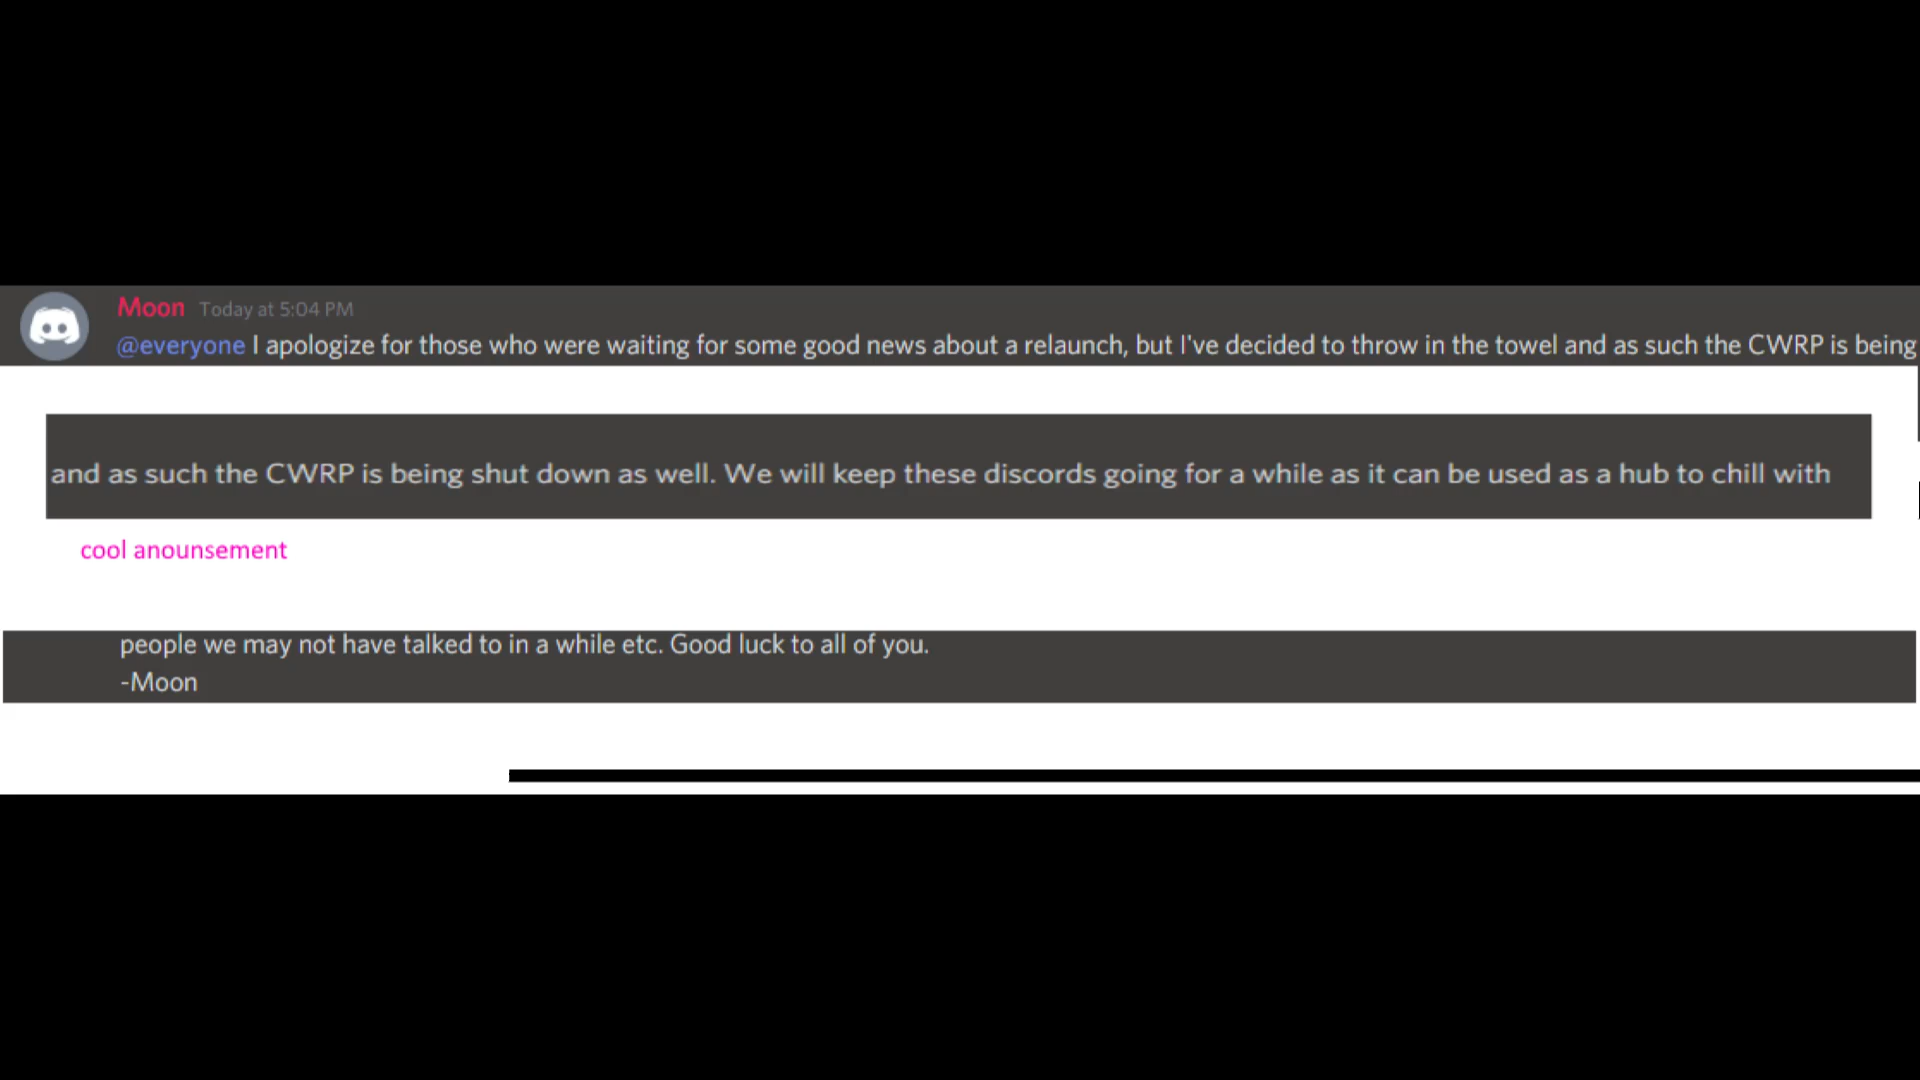 Moon Today at 5:04 PM
@everyone I apologize for those who were waiting for some good news about a relaunch, but I've decided to throw in the towel and as such the CWRP is being
and as such the CWRP is being shut down as well. We will keep these discords going for a while as it can be used as a hub to chill with
cool anounsement
people we may not have talked to in a while etc. Good luck to all of you.
-Moon